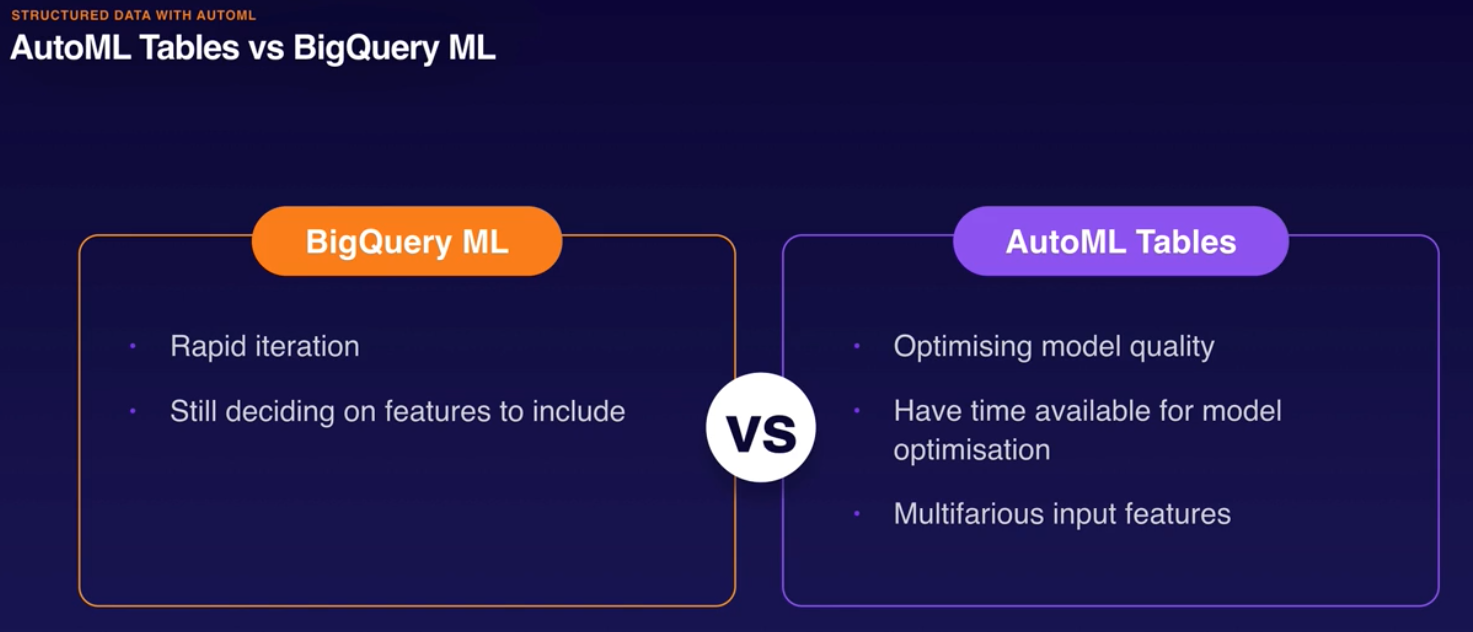 STRUCTURED DATA WITH AUTOML
AutoML Tables vs BigQuery ML
BigQuery ML
• Rapid iteration
• Still deciding on features to include
vs
AutoML Tables
• Optimising model quality
• Have time available for model
optimisation
• Multifarious input features